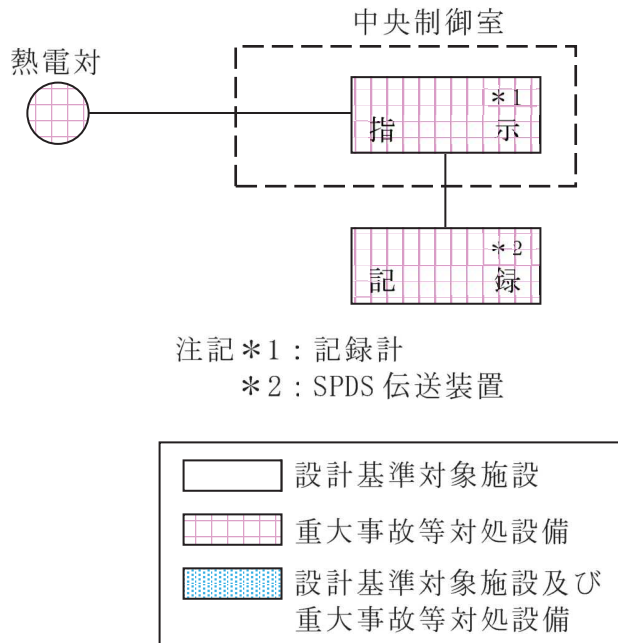 中央制御室
熱電対
*1
指示
*2
記録
注記*1：記録計
*2：SPDS 伝送装置
設計基準対象施設
重大事故等対処設備
設計基準対象施設及び
重大事故等対処設備